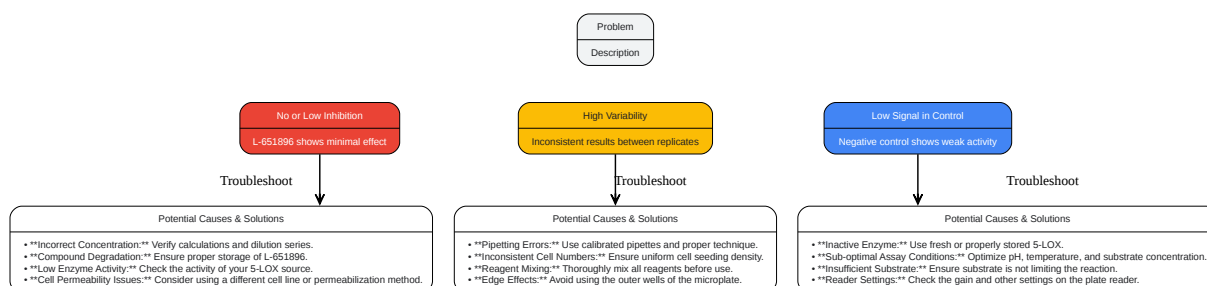 Problem
Description
No or Low Inhibition
L-651896 shows minimal effect
High Variability
Inconsistent results between replicates
Low Signal in Control
Negative control shows weak activity
Troubleshoot
Troubleshoot
Troubleshoot
Potential Causes & Solutions
• **Incorrect Concentration:** Verify calculations and dilution series.
• **Compound Degradation:** Ensure proper storage of L-651896.
• **Low Enzyme Activity:** Check the activity of your 5-LOX source.
• **Cell Permeability Issues:** Consider using a different cell line or permeabilization method.
Potential Causes & Solutions
• **Pipetting Errors:** Use calibrated pipettes and proper technique.
• **Inconsistent Cell Numbers:** Ensure uniform cell seeding density.
• **Reagent Mixing:** Thoroughly mix all reagents before use.
• **Edge Effects:** Avoid using the outer wells of the microplate.
Potential Causes & Solutions
• **Inactive Enzyme:** Use fresh or properly stored 5-LOX.
• **Sub-optimal Assay Conditions:** Optimize pH, temperature, and substrate concentration.
• **Insufficient Substrate:** Ensure substrate is not limiting the reaction.
• **Reader Settings:** Check the gain and other settings on the plate reader.